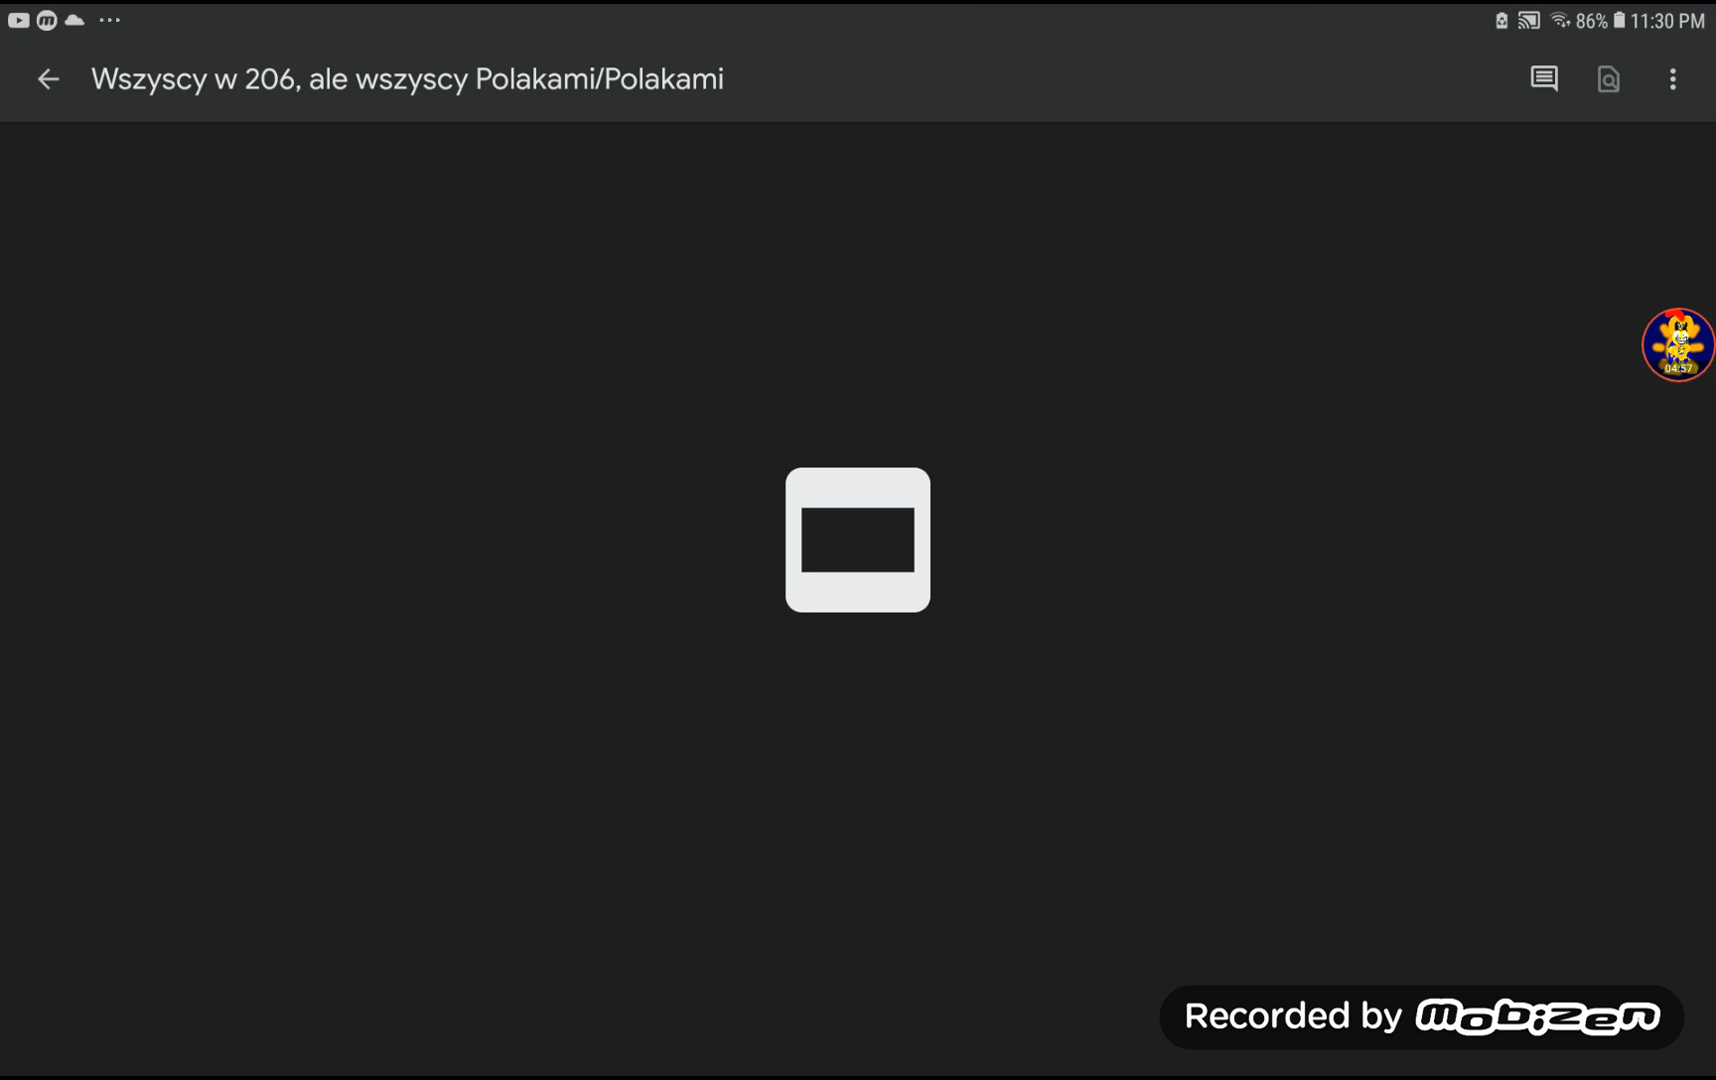 86% 11:30 PM
Wszyscy w 206, ale wszyscy Polakami/Polakami
04:57
Recorded by mobizen